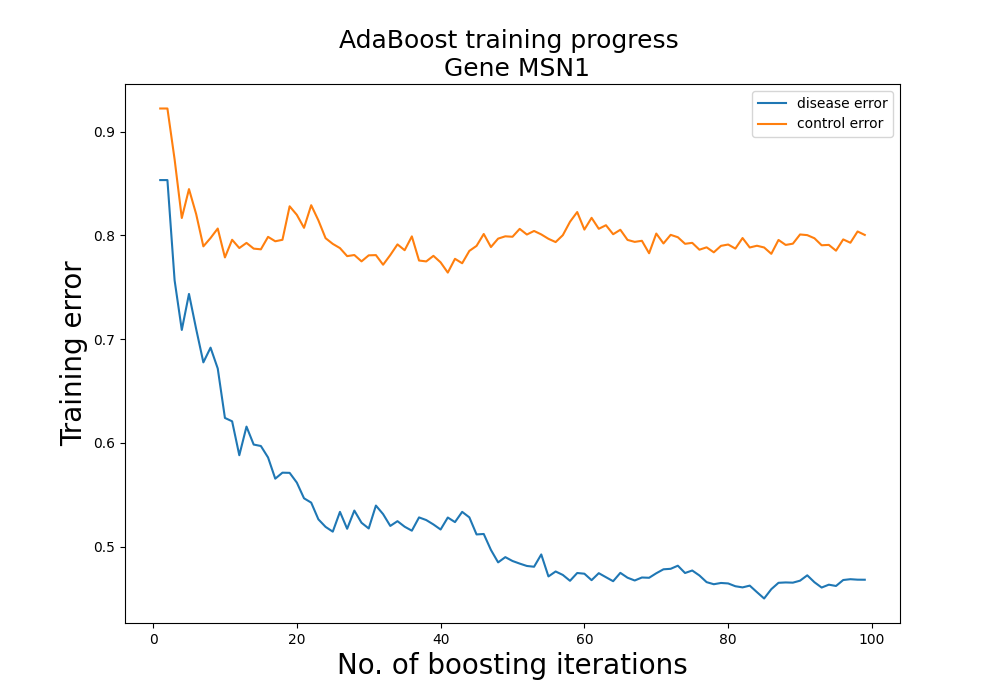 AdaBoost training progress
Gene MSN1
disease error
control error
Training error
0.9
0.8
0.7
0.6
0.5
0 20 40 60 80 100
No. of boosting iterations